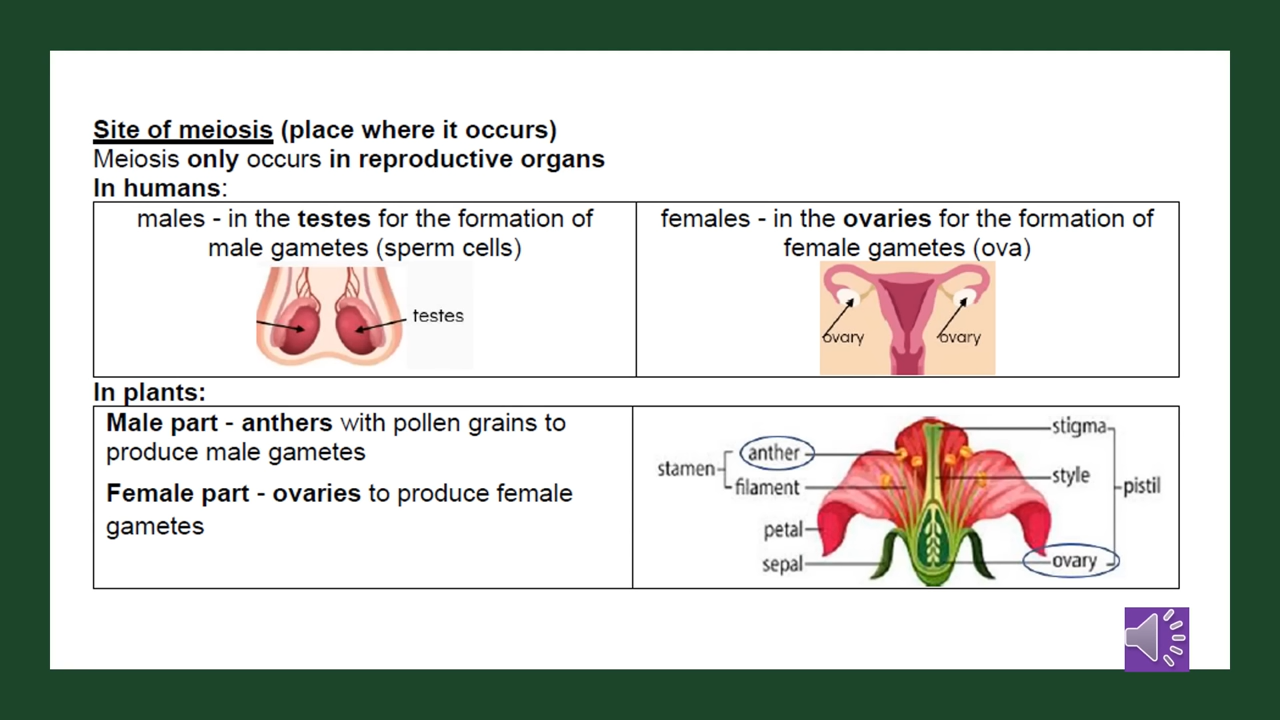 Site of meiosis (place where it occurs)
Meiosis only occurs in reproductive organs
In humans:
males - in the testes for the formation of
male gametes (sperm cells)
testes
females - in the ovaries for the formation of
female gametes (ova)
ovary
ovary
In plants:
Male part - anthers with pollen grains to
produce male gametes
Female part - ovaries to produce female
gametes
stamen
anther
filament
petal
sepal
stigma
style
pistil
ovary